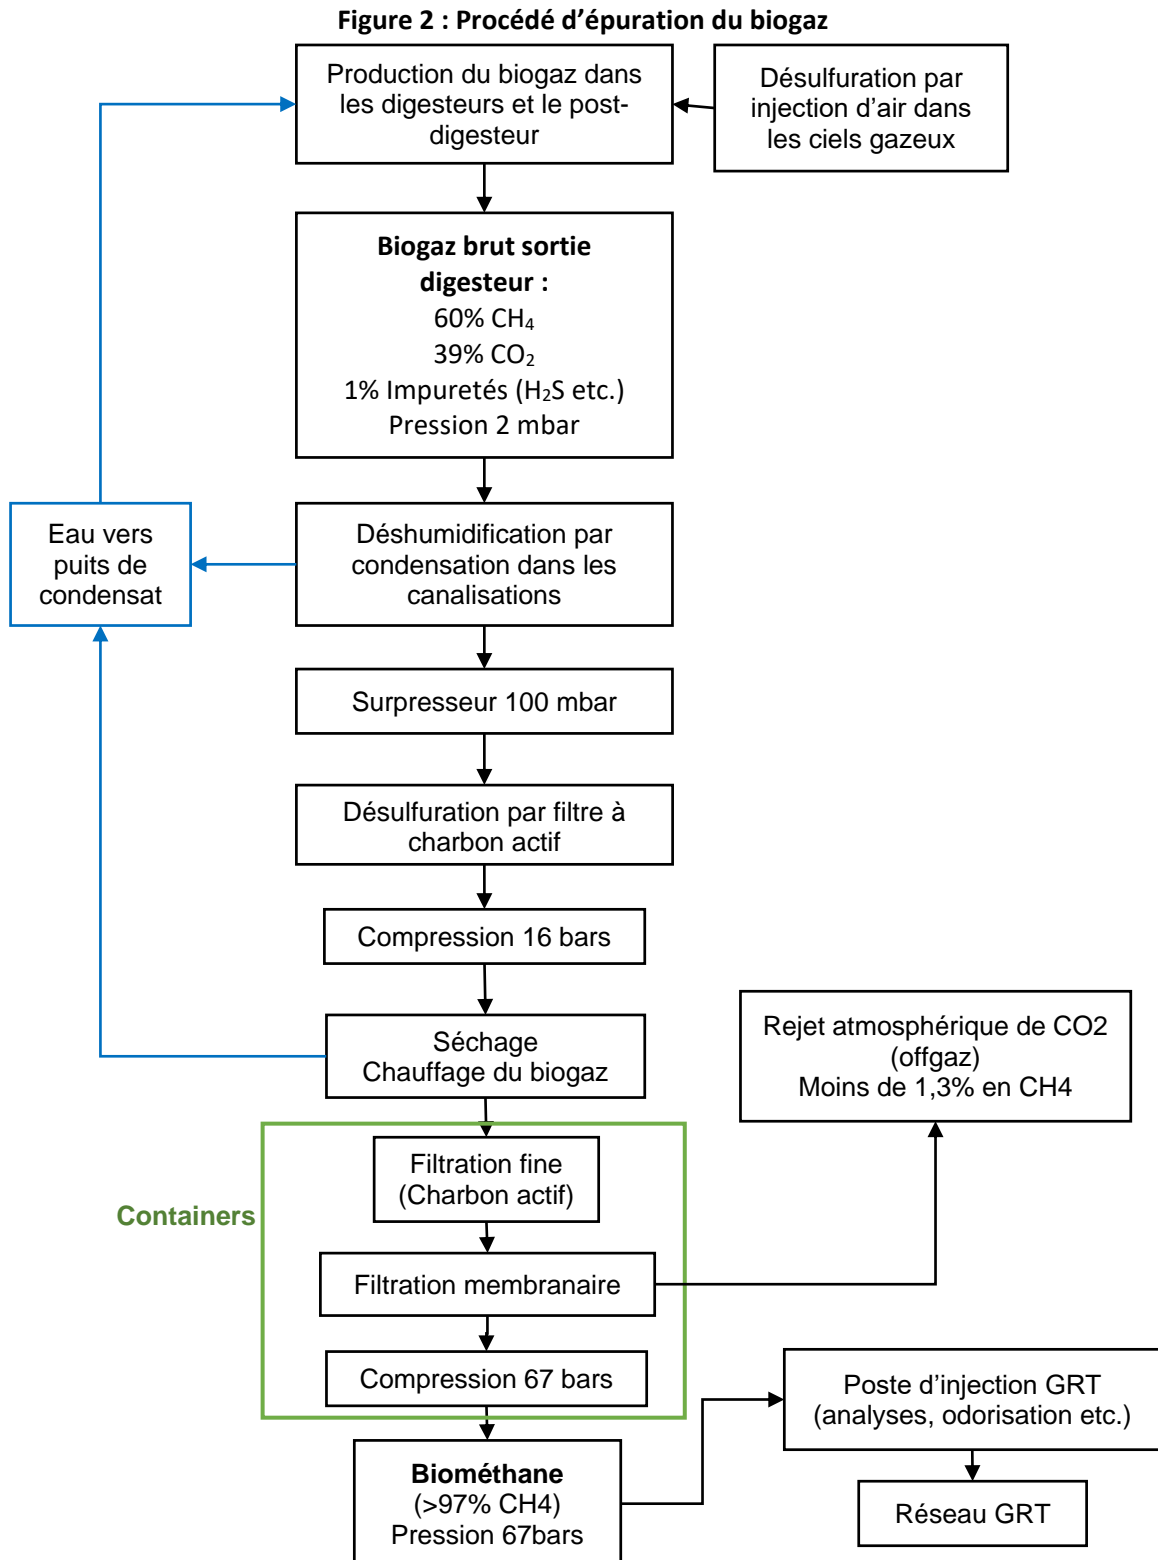 Figure 2 : Procédé d’épuration du biogaz
Production du biogaz dans
les digesteurs et le post-
digesteur
Désulfuration par
injection d’air dans
les ciels gazeux
Biogaz brut sortie
digesteur :
60% CH₄
39% CO₂
1% Impuretés (H₂S etc.)
Pression 2 mbar
Eau vers
puits de
condensat
Déshumidification par
condensation dans les
canalisations
Surpresseur 100 mbar
Désulfuration par filtre à
charbon actif
Compression 16 bars
Séchage
Chauffage du biogaz
Rejet atmosphérique de CO2
(offgaz)
Moins de 1,3% en CH4
Containers
Filtration fine
(Charbon actif)
Filtration membranaire
Compression 67 bars
Poste d’injection GRT
(analyses, odorisation etc.)
Biométhane
(>97% CH4)
Pression 67bars
Réseau GRT